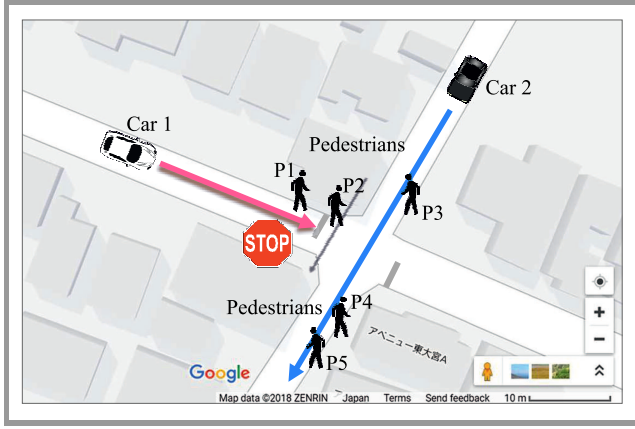 Car 2
Car 1
Pedestrians
P1
P2
P3
STOP
Pedestrians
P4
アベニュー東大宮A
P5
Google
Map data ©2018 ZENRIN Japan Terms Send feedback 10 m